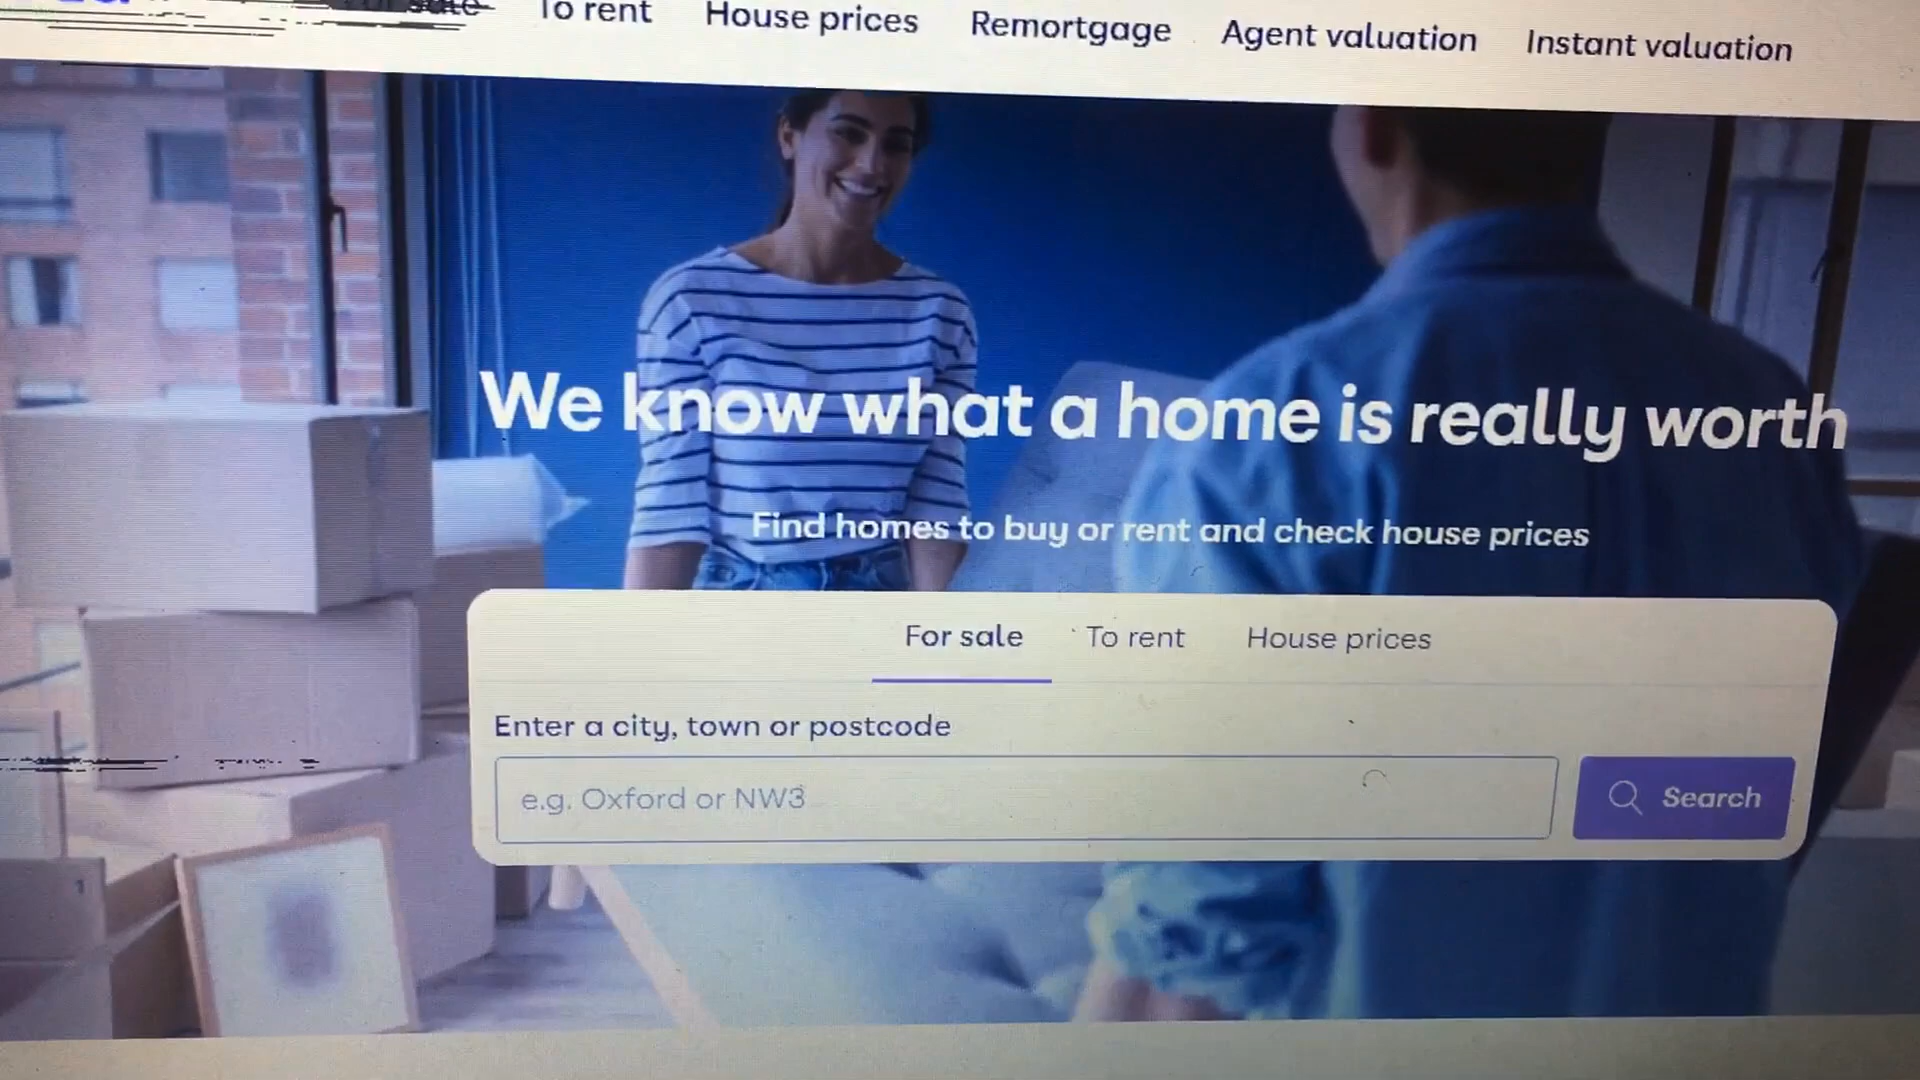 To rent House prices Remortgage Agent valuation Instant valuation
We know what a home is really worth
Find homes to buy or rent and check house prices
For sale To rent House prices
Enter a city, town or postcode
e.g. Oxford or NW3
Search